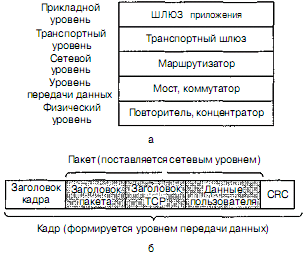 Прикладной
уровень
ШЛЮЗ приложения
Транспортный
уровень
Транспортный шлюз
Сетевой
уровень
Маршрутизатор
Уровень
передачи данных
Мост, коммутатор
Физический
уровень
Повторитель, концентратор
а
Пакет (поставляется сетевым уровнем)
Заголовок
кадра
Заголовок
пакета
Заголовок
TCP
Данные
пользователя
CRC
Кадр (формируется уровнем передачи данных)
б